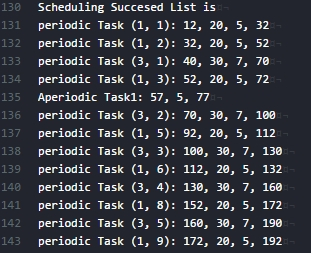 130 Scheduling Succesed List is
131 periodic Task (1, 1): 12, 20, 5, 32
132 periodic Task (1, 2): 32, 20, 5, 52
133 periodic Task (3, 1): 40, 30, 7, 70
134 periodic Task (1, 3): 52, 20, 5, 72
135 Aperiodic Task1: 57, 5, 77
136 periodic Task (3, 2): 70, 30, 7, 100
137 periodic Task (1, 5): 92, 20, 5, 112
138 periodic Task (3, 3): 100, 30, 7, 130
139 periodic Task (1, 6): 112, 20, 5, 132
140 periodic Task (3, 4): 130, 30, 7, 160
141 periodic Task (1, 8): 152, 20, 5, 172
142 periodic Task (3, 5): 160, 30, 7, 190
143 periodic Task (1, 9): 172, 20, 5, 192